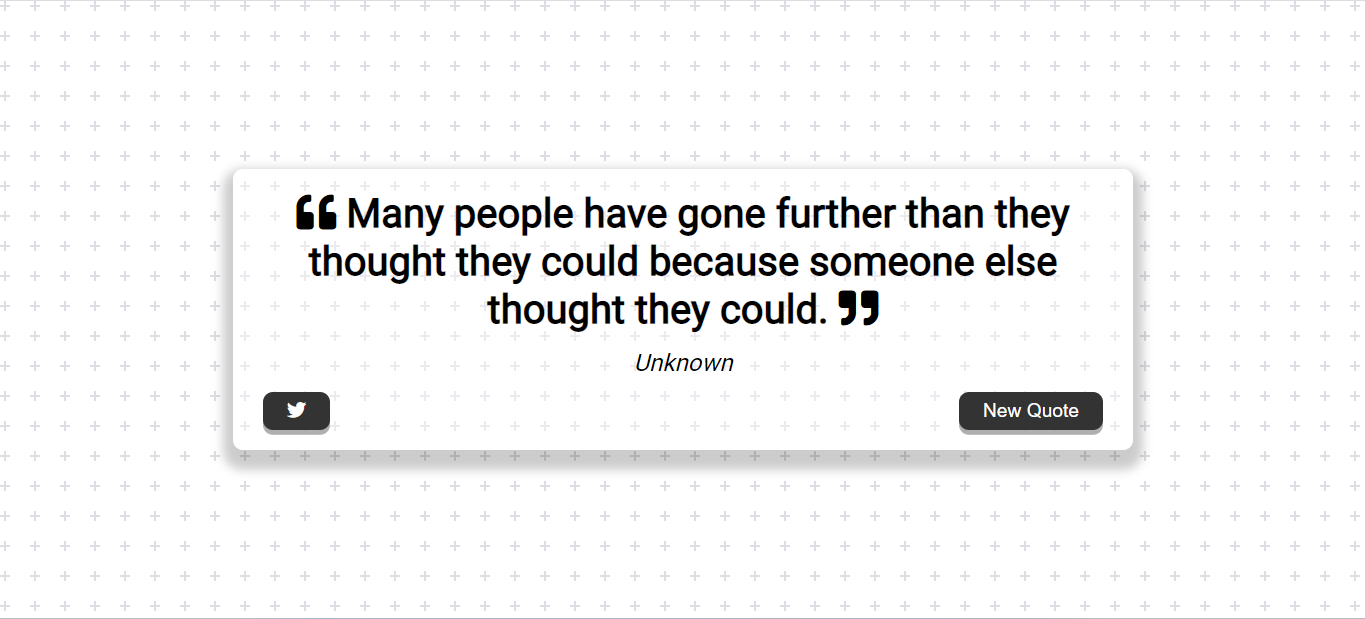 ❝ Many people have gone further than they
thought they could because someone else
thought they could. ❞
Unknown
New Quote